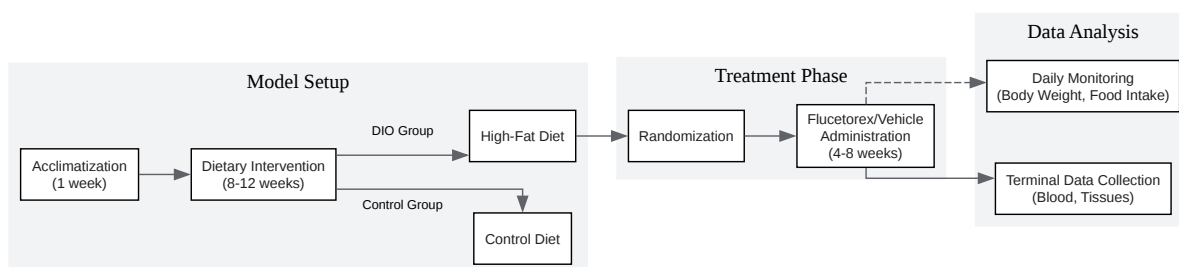 Model Setup
Acclimatization
(1 week)
Dietary Intervention
(8-12 weeks)
DIO Group
Control Group
High-Fat Diet
Control Diet
Treatment Phase
Randomization
Flucetorex/Vehicle
Administration
(4-8 weeks)
Data Analysis
Daily Monitoring
(Body Weight, Food Intake)
Terminal Data Collection
(Blood, Tissues)